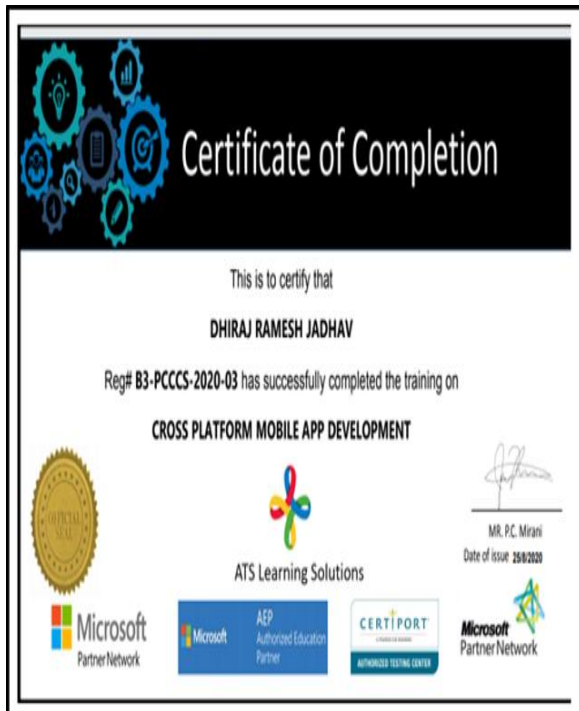 Certificate of Completion
This is to certify that
DHIRAJ RAMESH JADHAV
Reg# B3-PCCCS-2020-03 has successfully completed the training on
CROSS PLATFORM MOBILE APP DEVELOPMENT
OFFICIAL
SEAL
ATS Learning Solutions
MR. P.C. Mirani
Date of issue 25/8/2020
Microsoft
Partner Network
Microsoft
AEP
Authorized Education
Partner
CERTIPORT
AUTHORIZED TESTING CENTER
Microsoft
Partner Network